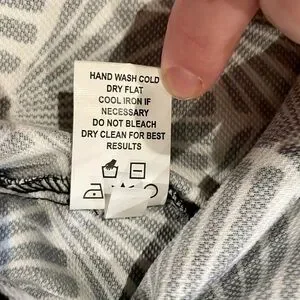 HAND WASH COLD
DRY FLAT
COOL IRON IF
NECESSARY
DO NOT BLEACH
DRY CLEAN FOR BEST
RESULTS